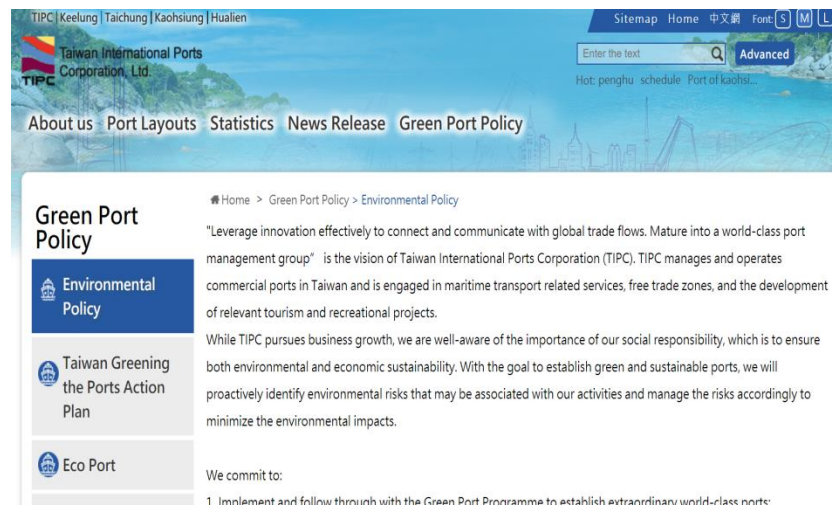 TIPC | Keelung | Taichung | Kaohsiung | Hualien
Sitemap Home 中文網 Font: S M L
Taiwan International Ports
Corporation, Ltd.
TIPC
Enter the text
Advanced
Hot: penghu schedule Port of kaohsi...
About us Port Layouts Statistics News Release Green Port Policy
Home > Green Port Policy > Environmental Policy
Green Port
Policy
Environmental
Policy
Taiwan Greening
the Ports Action
Plan
Eco Port
"Leverage innovation effectively to connect and communicate with global trade flows. Mature into a world-class port
management group" is the vision of Taiwan International Ports Corporation (TIPC). TIPC manages and operates
commercial ports in Taiwan and is engaged in maritime transport related services, free trade zones, and the development
of relevant tourism and recreational projects.
While TIPC pursues business growth, we are well-aware of the importance of our social responsibility, which is to ensure
both environmental and economic sustainability. With the goal to establish green and sustainable ports, we will
proactively identify environmental risks that may be associated with our activities and manage the risks accordingly to
minimize the environmental impacts.
We commit to:
1. Implement and follow through with the Green Port Programme to establish extraordinary world-class ports;